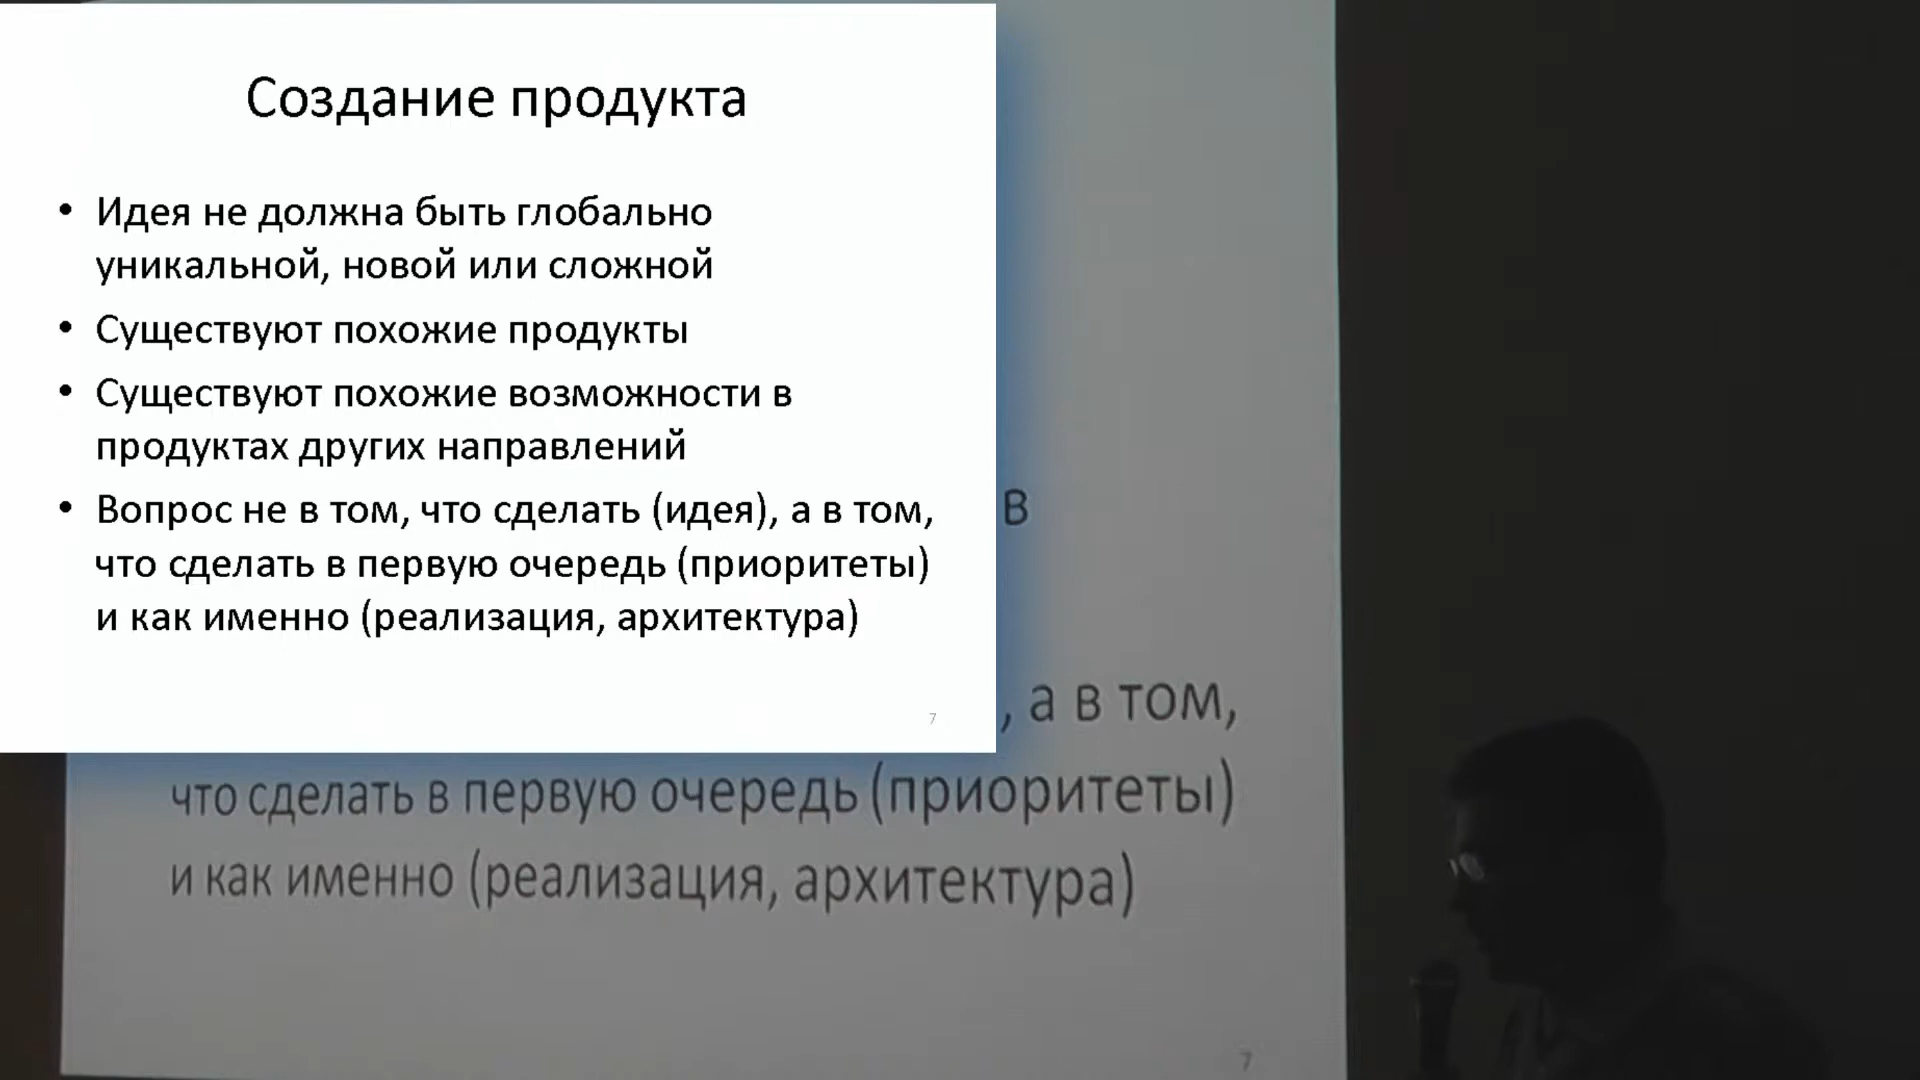 Создание продукта
• Идея не должна быть глобально
уникальной, новой или сложной
• Существуют похожие продукты
• Существуют похожие возможности в
продуктах других направлений
• Вопрос не в том, что сделать (идея), а в том,
что сделать в первую очередь (приоритеты)
и как именно (реализация, архитектура)
7
в
, а в том,
что сделать в первую очередь (приоритеты)
и как именно (реализация, архитектура)
7